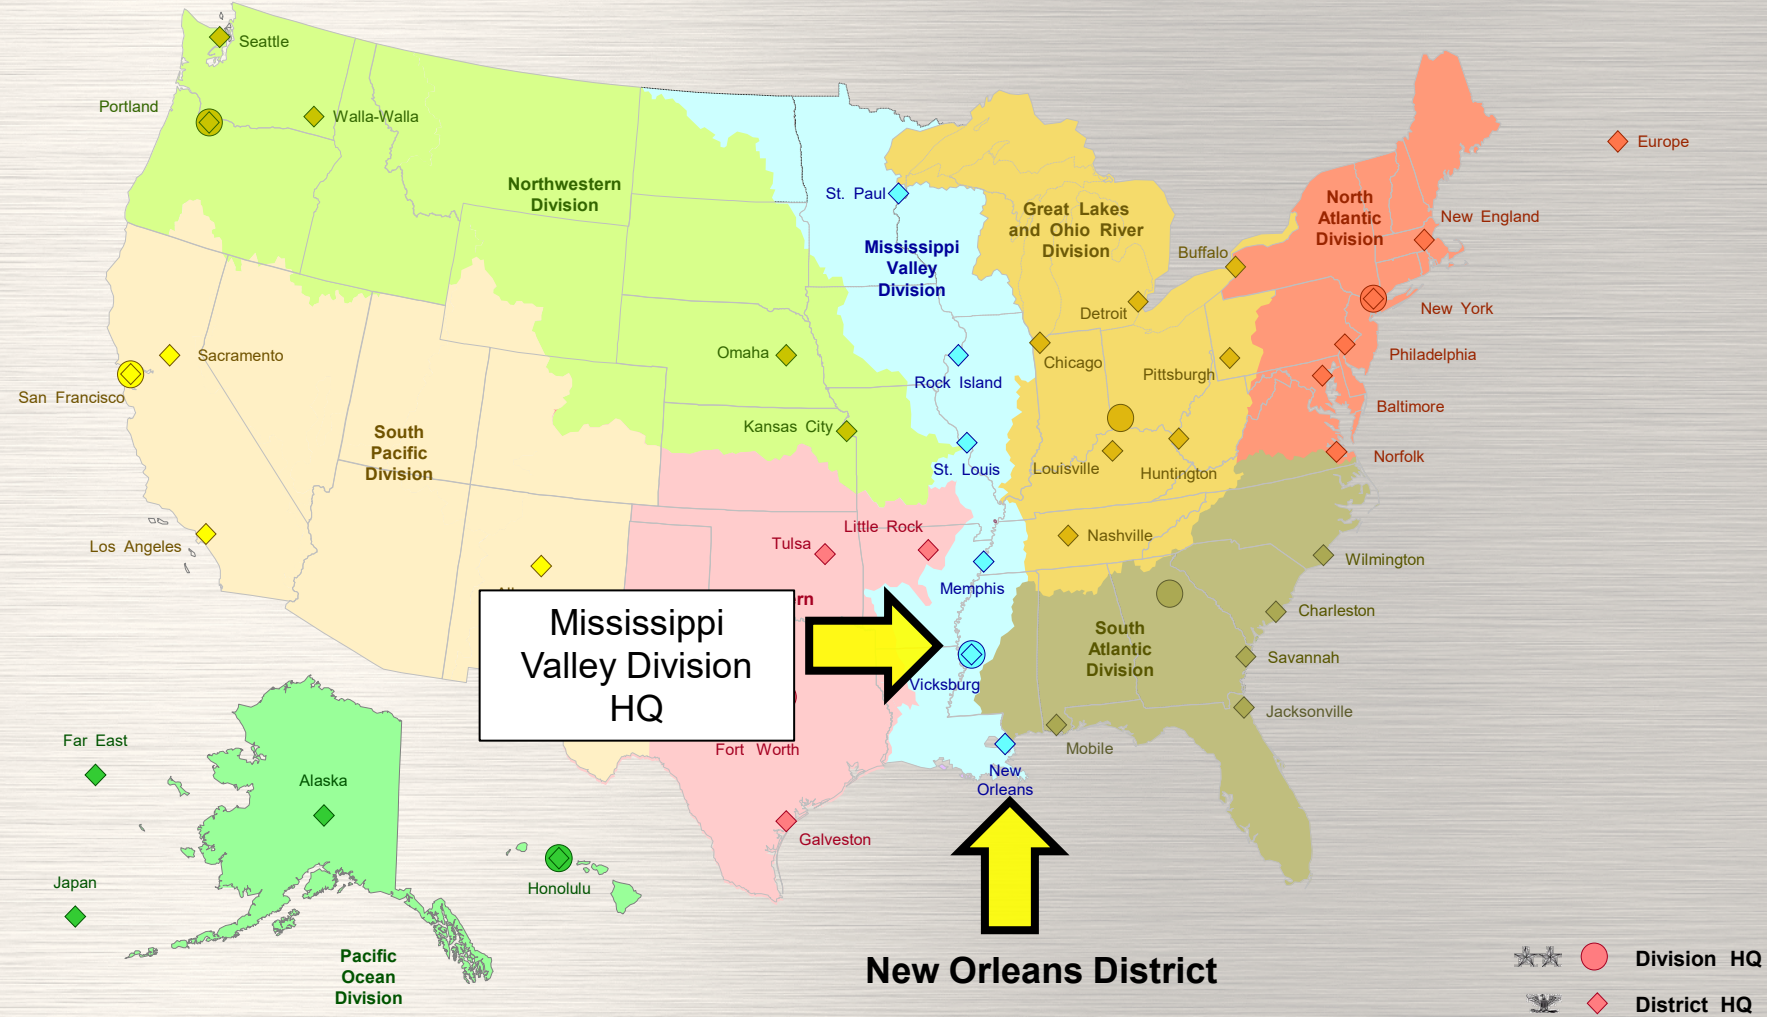 Seattle
Portland
Walla-Walla
Northwestern
Division
St. Paul
Mississippi
Valley
Division
Great Lakes
and Ohio River
Division
North
Atlantic
Division
Europe
New England
Buffalo
Detroit
New York
Sacramento
San Francisco
Omaha
Rock Island
Chicago
Pittsburgh
Philadelphia
Baltimore
South
Pacific
Division
Kansas City
St. Louis
Louisville
Huntington
Norfolk
Los Angeles
Little Rock
Tulsa
Nashville
Wilmington
Memphis
Charleston
Mississippi
Valley Division
HQ
South
Atlantic
Division
Savannah
Vicksburg
Jacksonville
Mobile
Fort Worth
New
Orleans
Far East
Alaska
Galveston
Japan
Honolulu
Pacific
Ocean
Division
New Orleans District
Division HQ
District HQ